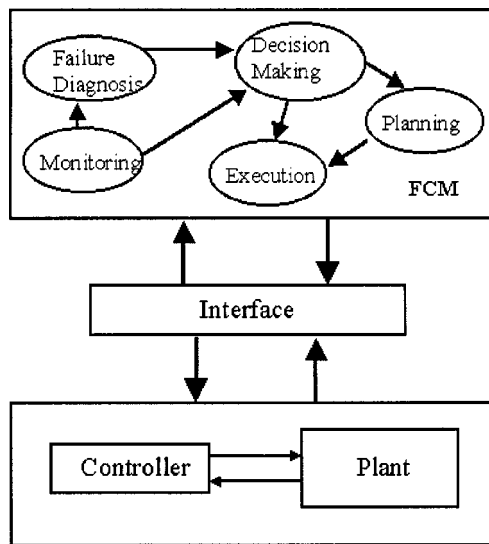 Failure
Diagnosis
Decision
Making
Planning
Monitoring
Execution
FCM
Interface
Controller
Plant